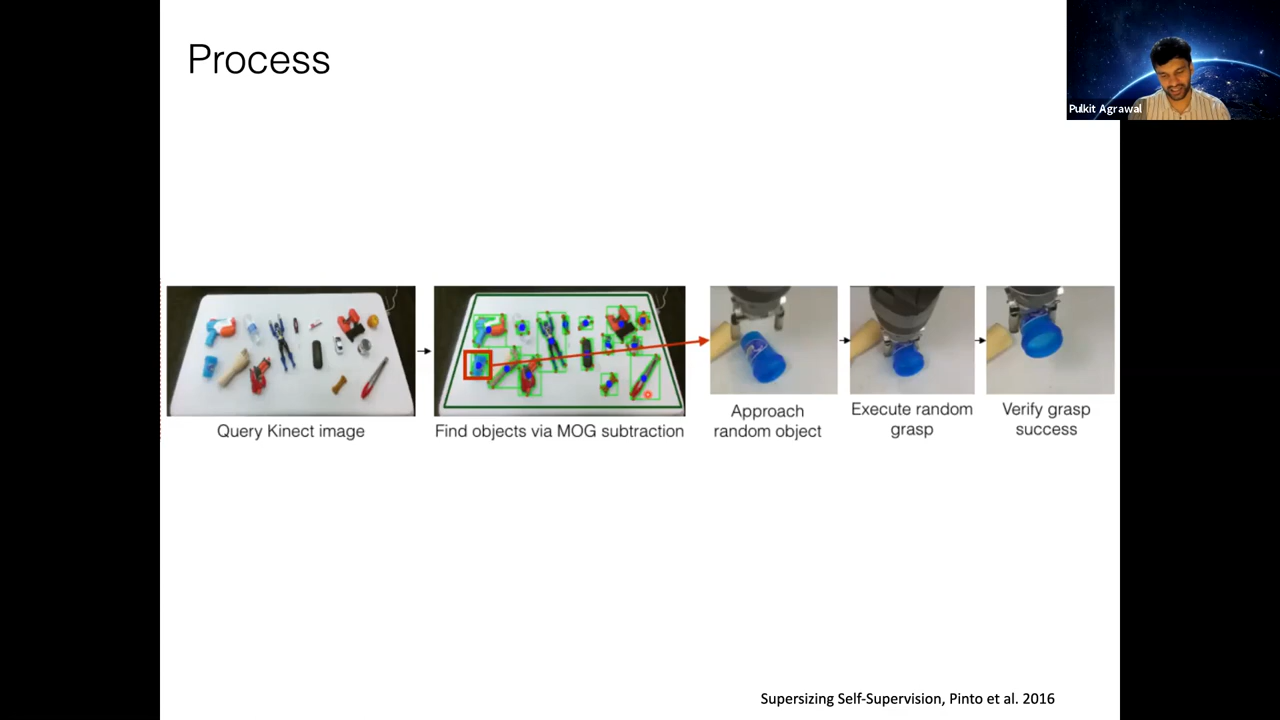 Process
Pulkit Agrawal
Query Kinect image
Find objects via MOG subtraction
Approach
random object
Execute random
grasp
Verify grasp
success
Supersizing Self-Supervision, Pinto et al. 2016